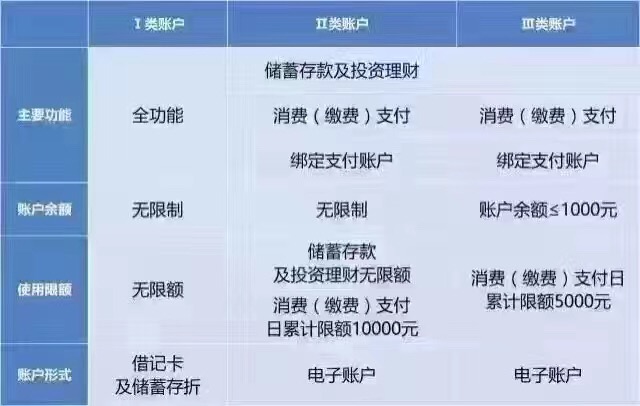 Ⅰ类账户
Ⅱ类账户
Ⅲ类账户
主要功能
全功能
储蓄存款及投资理财
消费（缴费）支付
绑定支付账户
消费（缴费）支付
绑定支付账户
账户余额
无限制
无限制
账户余额≤1000元
使用限额
无限额
储蓄存款
及投资理财无限额
消费（缴费）支付
日累计限额10000元
消费（缴费）支付日
累计限额5000元
账户形式
借记卡
及储蓄存折
电子账户
电子账户